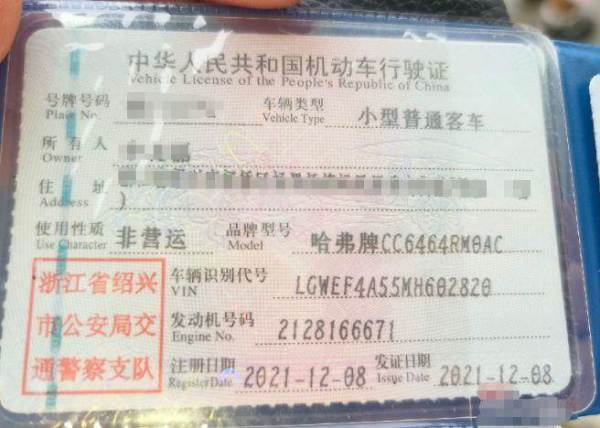 中华人民共和国机动车行驶证
Vehicle License of the People's Republic of China
号牌号码 车辆类型 小型普通客车
Plate No. Vehicle Type
所有人
Owner
住址
Address )
使用性质 非营运 品牌型号 哈弗牌CC6464RM0AC
Use Character
浙江省绍兴
市公安局交
通警察支队
车辆识别代号 LGWEF4A55MH602820
VIN
发动机号码 2128166671
Engine No.
注册日期 2021-12-08 发证日期 2021-12-08
Register Date Issue Date